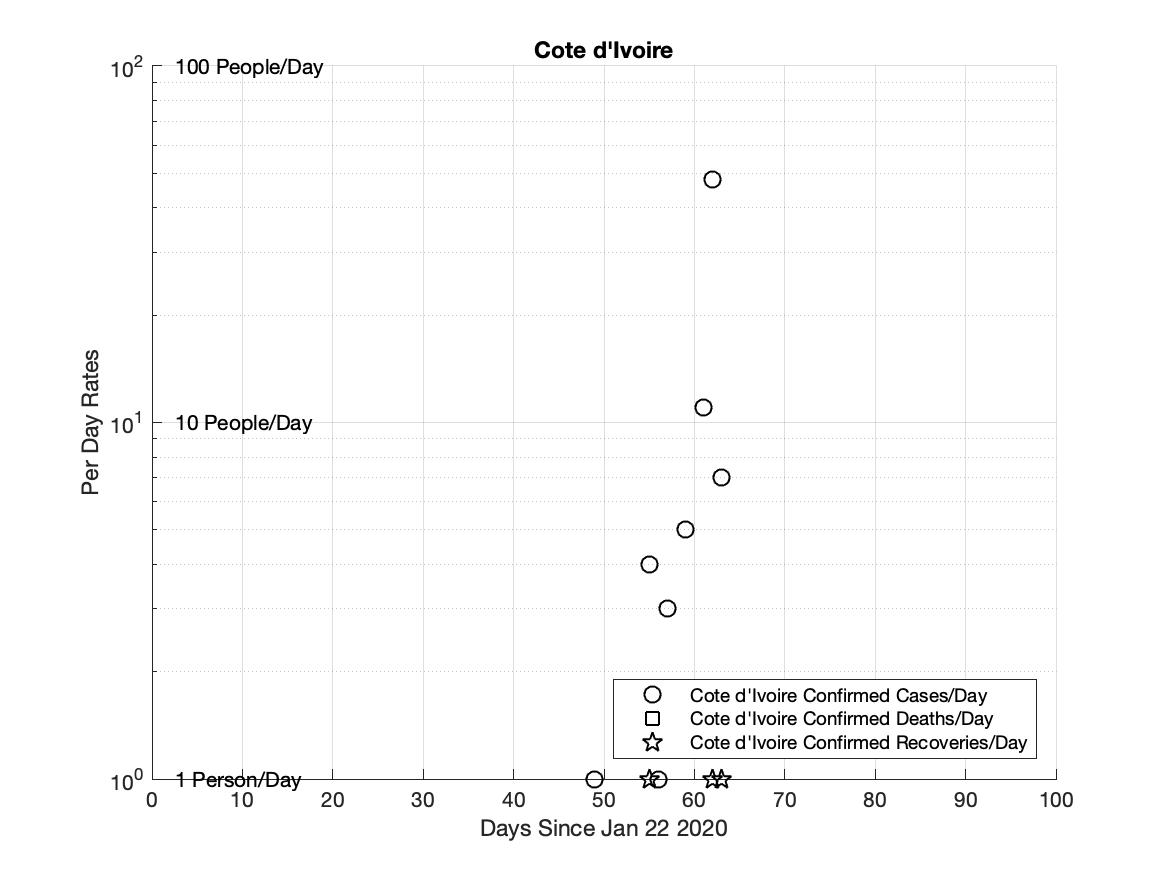 Cote d'Ivoire
10^2
100 People/Day
10^1
10 People/Day
Per Day Rates
Cote d'Ivoire Confirmed Cases/Day
Cote d'Ivoire Confirmed Deaths/Day
Cote d'Ivoire Confirmed Recoveries/Day
10^0
1 Person/Day
0 10 20 30 40 50 60 70 80 90 100
Days Since Jan 22 2020